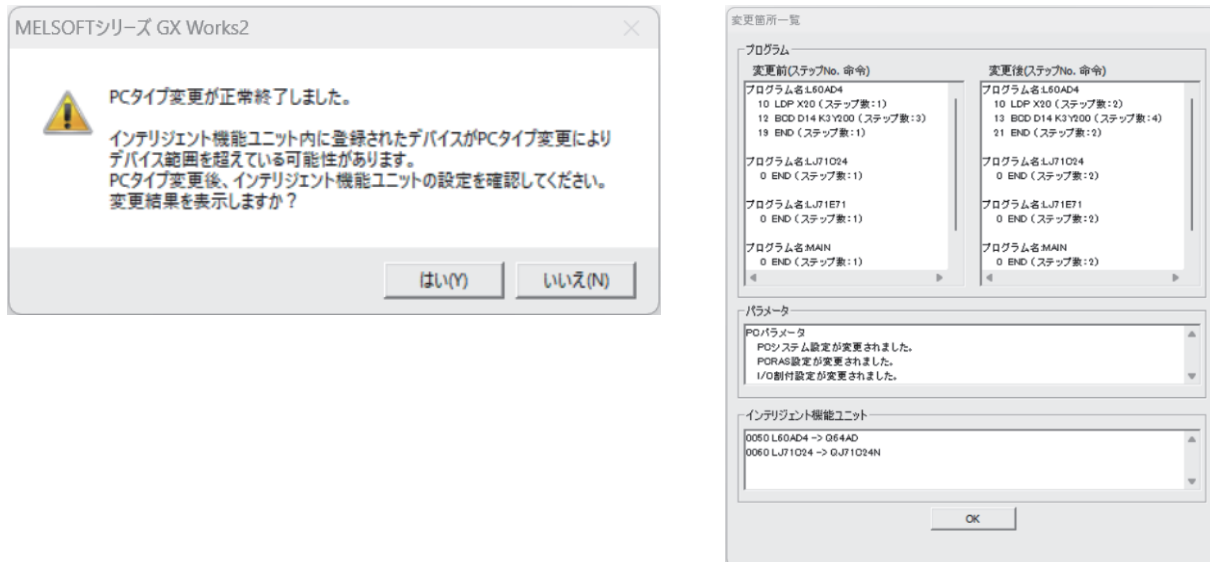 MELSOFTシリーズ GX Works2
PCタイプ変更が正常終了しました。
インテリジェント機能ユニット内に登録されたデバイスがPCタイプ変更により
デバイス範囲を超えている可能性があります。
PCタイプ変更後、インテリジェント機能ユニットの設定を確認してください。
変更結果を表示しますか？
はい(Y)
いいえ(N)
変更箇所一覧
プログラム
変更前(ステップNo. 命令)
プログラム名:L60AD4
10 LDP X20 (ステップ数:1)
12 BCD D14 K3Y200 (ステップ数:3)
19 END (ステップ数:1)
プログラム名:LJ71C24
0 END (ステップ数:1)
プログラム名:LJ71E71
0 END (ステップ数:1)
プログラム名:MAIN
0 END (ステップ数:1)
変更後(ステップNo. 命令)
プログラム名:L60AD4
10 LDP X20 (ステップ数:2)
13 BCD D14 K3Y200 (ステップ数:4)
21 END (ステップ数:2)
プログラム名:LJ71C24
0 END (ステップ数:2)
プログラム名:LJ71E71
0 END (ステップ数:2)
プログラム名:MAIN
0 END (ステップ数:2)
パラメータ
PCパラメータ
PCシステム設定が変更されました。
PCRAS設定が変更されました。
I/O割付設定が変更されました。
インテリジェント機能ユニット
0050 L60AD4 -> Q64AD
0060 LJ71C24 -> QJ71C24N
OK